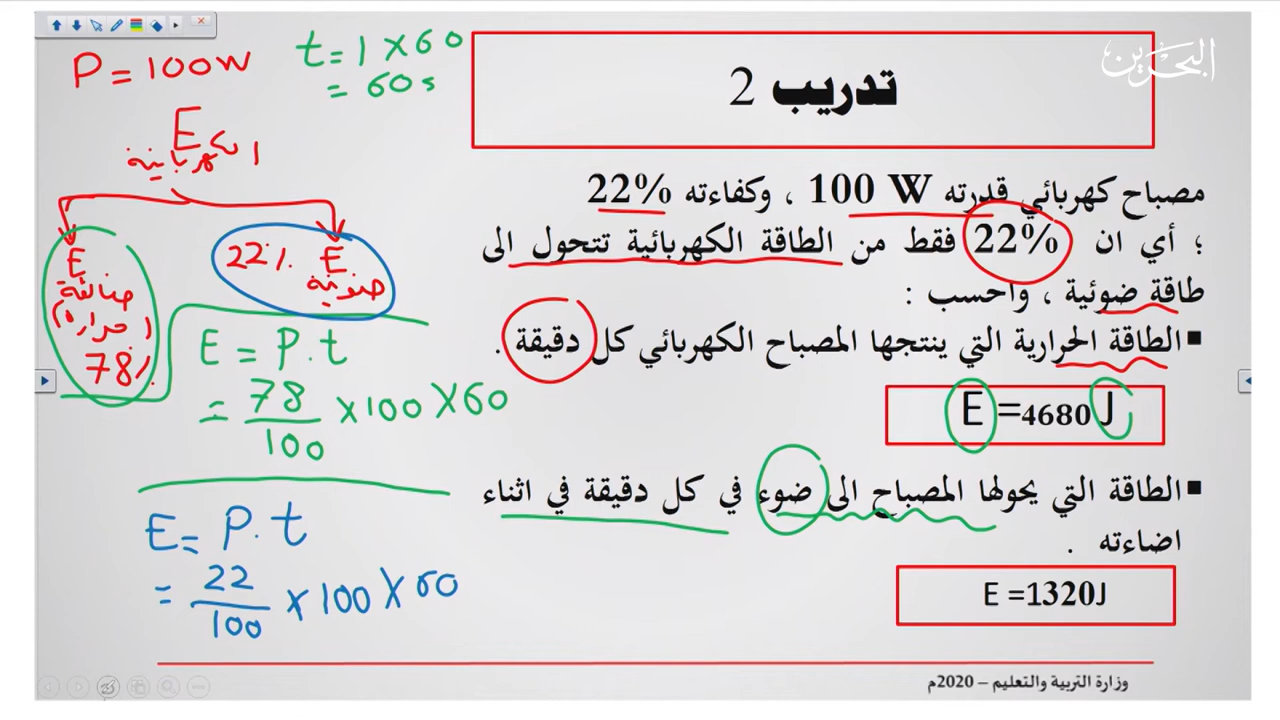 البحرين
تدريب 2
مصباح كهربائي قدرته 100 W ، وكفاءته 22%
؛ أي ان 22% فقط من الطاقة الكهربائية تتحول الى
طاقة ضوئية ، واحسب :
▪ الطاقة الحرارية التي ينتجها المصباح الكهربائي كل دقيقة .
E =4680J
▪ الطاقة التي يحولها المصباح الى ضوء في كل دقيقة في اثناء
اضاءته .
E =1320J
P = 100W
t = 1 × 60
= 60s
E
الكهربائية
22٪ E
ضوئية
E
ضائعة
(حرارة)
78٪
E = P.t
= 78/100 × 100 × 60
E = P.t
= 22/100 × 100 × 60
وزارة التربية والتعليم – 2020م